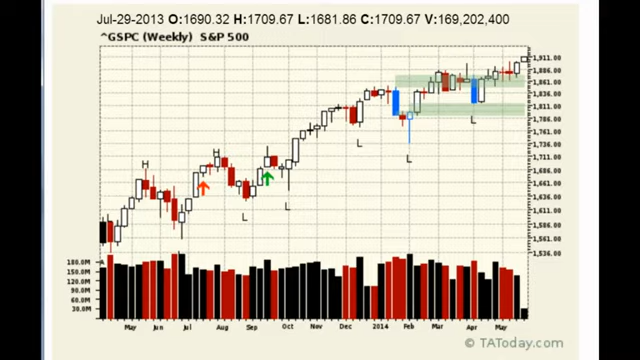 Jul-29-2013 O:1690.32 H:1709.67 L:1681.86 C:1709.67 V:169,202,400
^GSPC (Weekly) S&P 500
1,911.00
1,886.00
1,861.00
1,836.00
1,811.00
1,786.00
1,761.00
1,736.00
1,711.00
1,686.00
1,661.00
1,636.00
1,611.00
1,586.00
1,561.00
1,536.00
H
H
L
L
L
L
L
180.0M
150.0M
120.0M
90.0M
60.0M
30.0M
May Jun Jul Aug Sep Oct Nov Dec 2014 Feb Mar Apr May
© TAToday.com